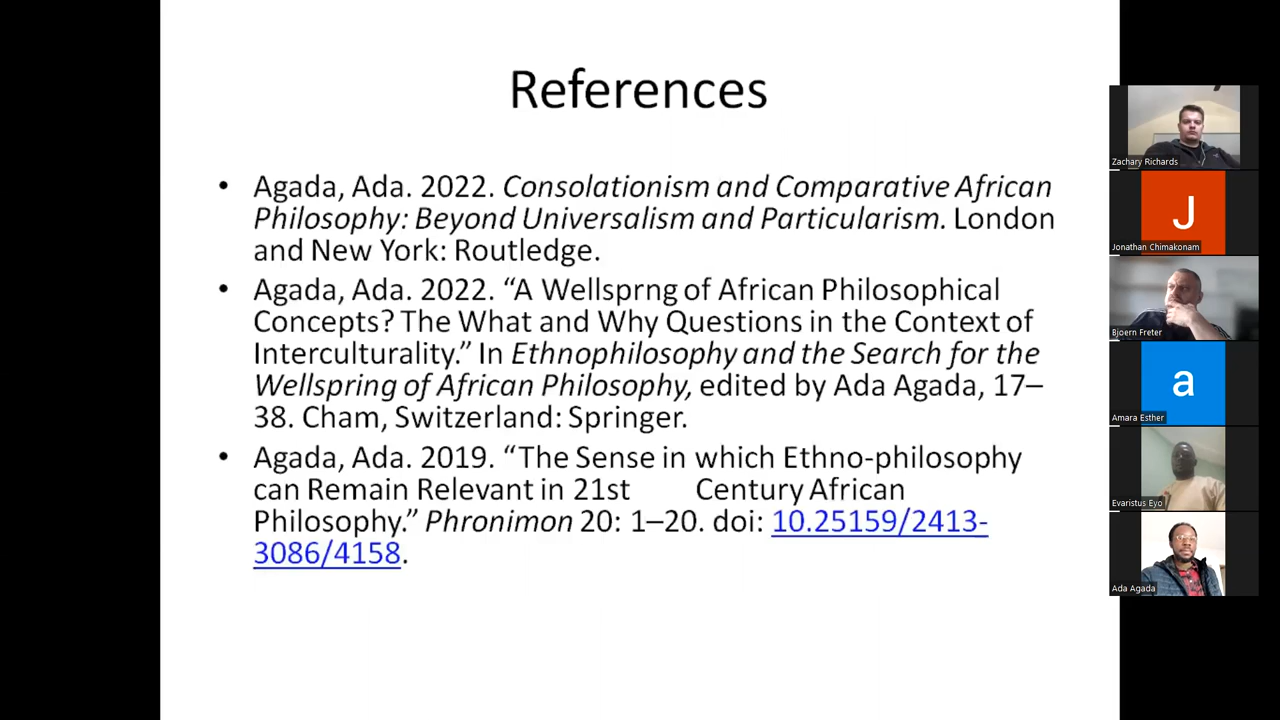 References
• Agada, Ada. 2022. Consolationism and Comparative African
Philosophy: Beyond Universalism and Particularism. London
and New York: Routledge.
• Agada, Ada. 2022. “A Wellsprng of African Philosophical
Concepts? The What and Why Questions in the Context of
Interculturality.” In Ethnophilosophy and the Search for the
Wellspring of African Philosophy, edited by Ada Agada, 17–
38. Cham, Switzerland: Springer.
• Agada, Ada. 2019. “The Sense in which Ethno-philosophy
can Remain Relevant in 21st Century African
Philosophy.” Phronimon 20: 1–20. doi: 10.25159/2413-
3086/4158.
Zachary Richards
J
Jonathan Chimakonam
Bjoern Freter
a
Amara Esther
Evaristus Eyo
Ada Agada